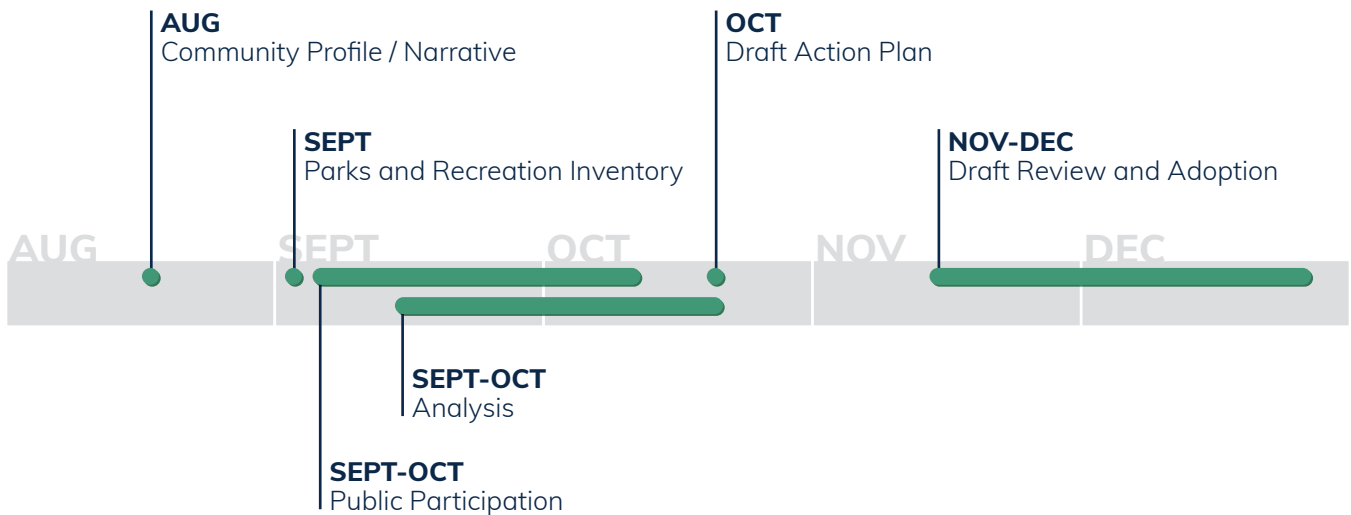 AUG
Community Profile / Narrative
OCT
Draft Action Plan
SEPT
Parks and Recreation Inventory
NOV-DEC
Draft Review and Adoption
AUG
SEPT
OCT
NOV
DEC
SEPT-OCT
Analysis
SEPT-OCT
Public Participation